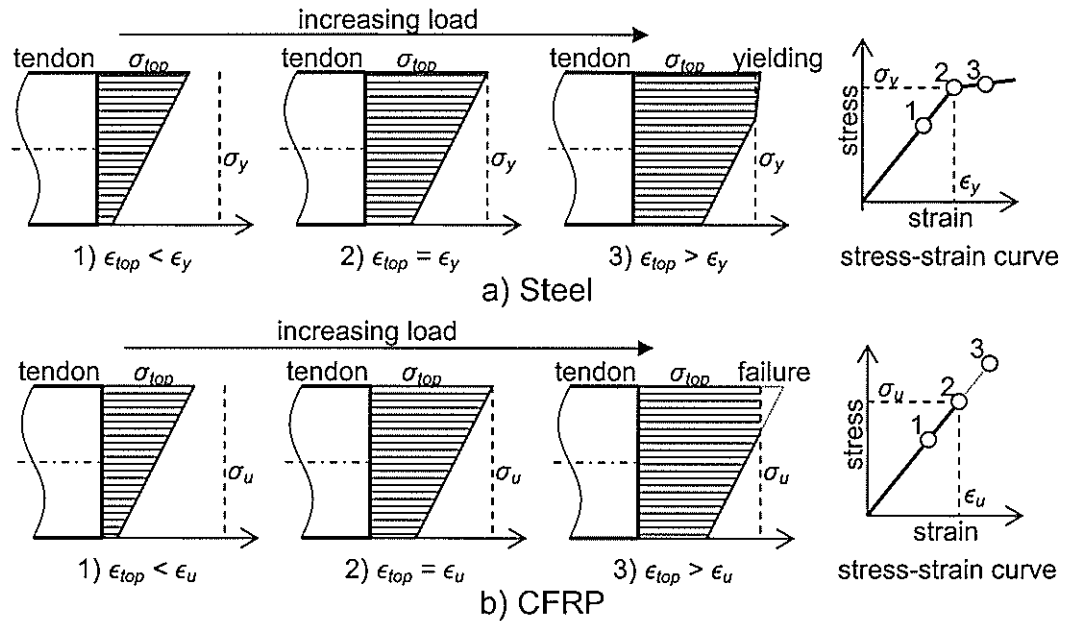 increasing load
tendon σtop tendon σtop tendon σtop yielding
σy σy σy
1) ϵtop < ϵy 2) ϵtop = ϵy 3) ϵtop > ϵy
stress σy 1 2 3 ϵy
strain
stress-strain curve
a) Steel
increasing load
tendon σtop tendon σtop tendon σtop failure
σu σu σu
1) ϵtop < ϵu 2) ϵtop = ϵu 3) ϵtop > ϵu
stress σu 1 2 3 ϵu
strain
stress-strain curve
b) CFRP